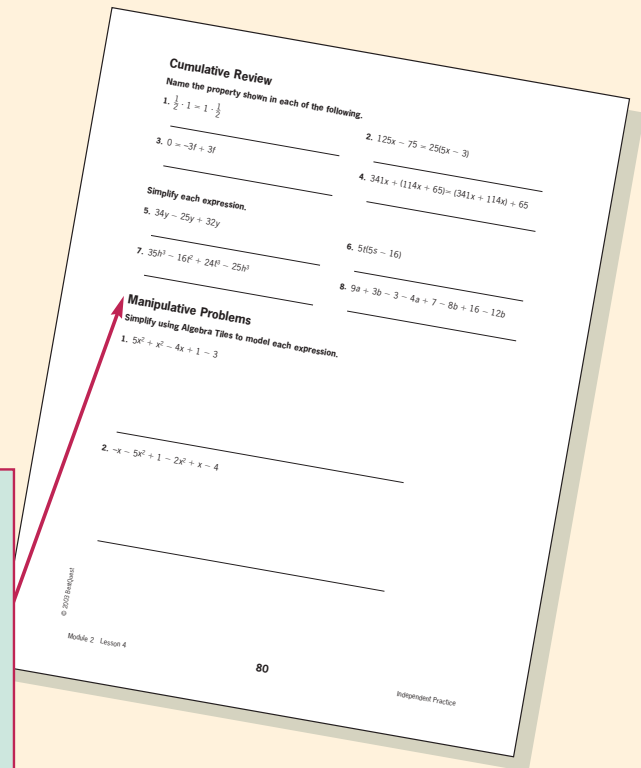 Cumulative Review
Name the property shown in each of the following.
1. 1/2 · 1 = 1 · 1/2
2. 125x − 75 = 25(5x − 3)
3. 0 = −3f + 3f
4. 341x + (114x + 65)= (341x + 114x) + 65
Simplify each expression.
5. 34y − 25y + 32y
6. 5t(5s − 16)
7. 35h³ − 16t² + 24t³ − 25h³
8. 9a + 3b − 3 − 4a + 7 − 8b + 16 − 12b
Manipulative Problems
Simplify using Algebra Tiles to model each expression.
1. 5x² + x² − 4x + 1 − 3
2. −x − 5x² + 1 − 2x² + x − 4
© 2003 BestQuest
Module 2 Lesson 4
80
Independent Practice